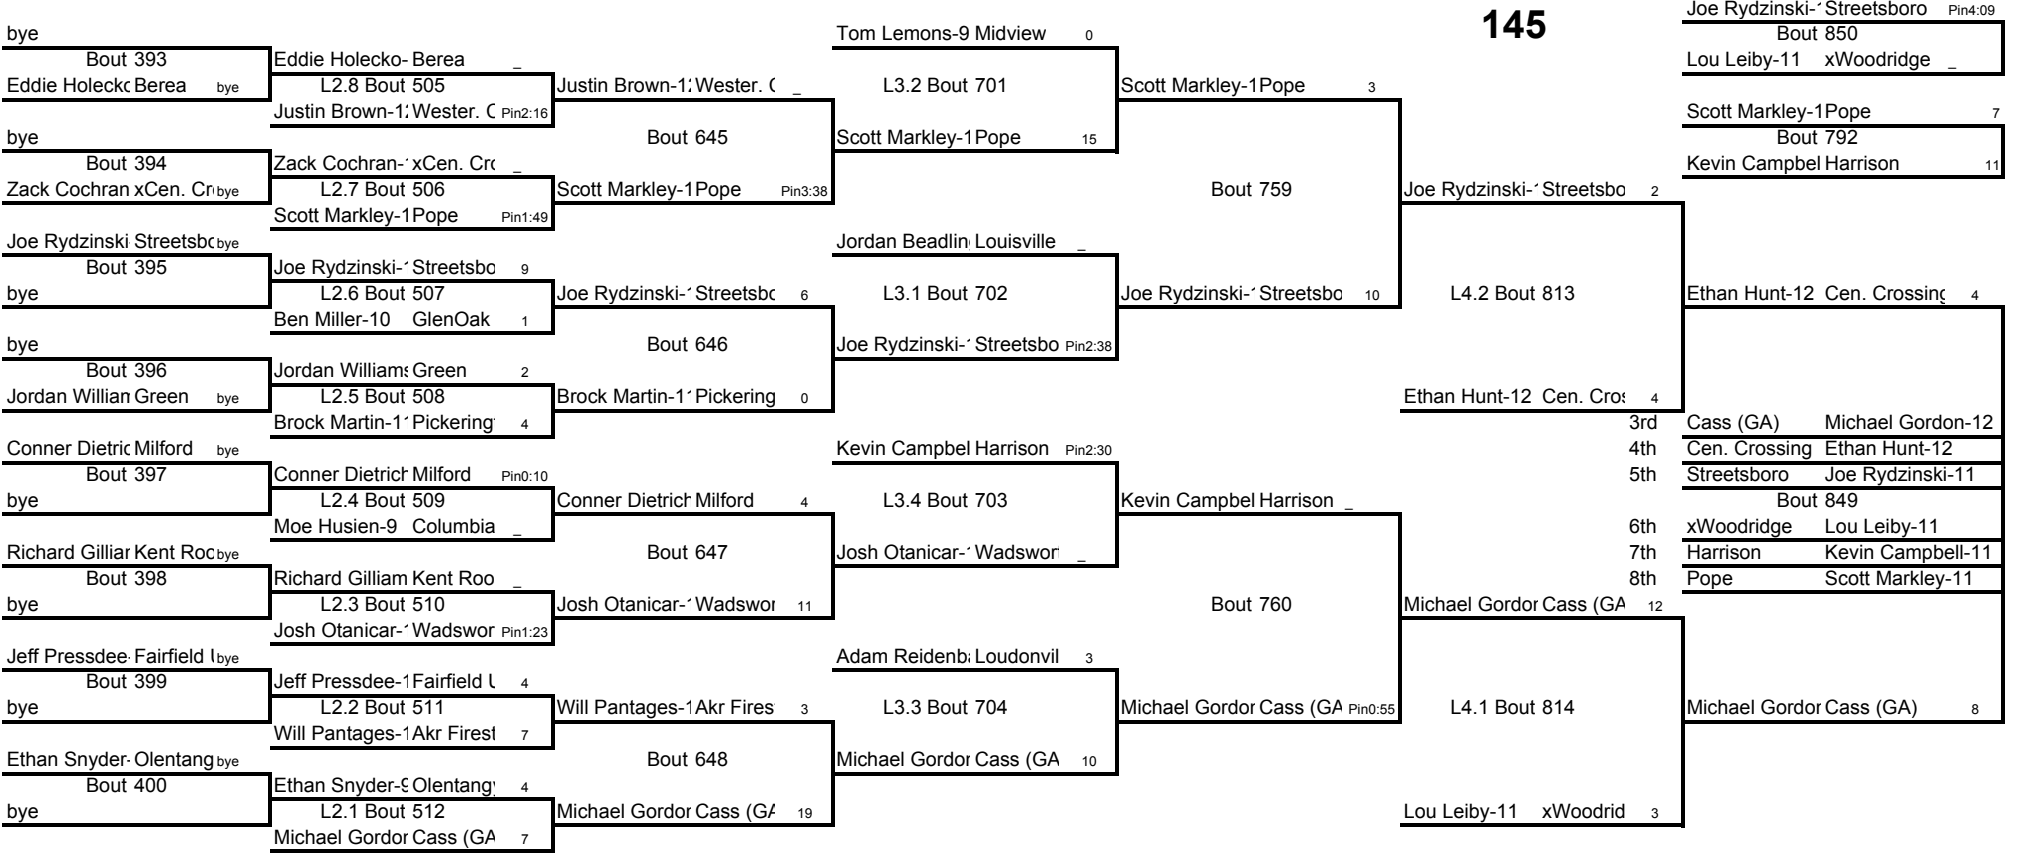 145
bye
Bout 393
Eddie Holeckc Berea bye
bye
Bout 394
Zack Cochran xCen. Cr bye
Joe Rydzinski Streetsbc bye
Bout 395
bye
bye
Bout 396
Jordan Willian Green bye
Conner Dietric Milford bye
Bout 397
bye
Richard Gilliar Kent Roc bye
Bout 398
bye
Jeff Pressdee- Fairfield bye
Bout 399
bye
Ethan Snyder- Olentang bye
Bout 400
bye
Eddie Holecko- Berea _
L2.8 Bout 505
Justin Brown-1 Wester. C Pin2:16
Zack Cochran- xCen. Cro _
L2.7 Bout 506
Scott Markley-1 Pope Pin1:49
Joe Rydzinski- Streetsbo 9
L2.6 Bout 507
Ben Miller-10 GlenOak 1
Jordan Williams Green 2
L2.5 Bout 508
Brock Martin-1 Pickering 4
Conner Dietrich Milford Pin0:10
L2.4 Bout 509
Moe Husien-9 Columbia _
Richard Gilliam Kent Roo _
L2.3 Bout 510
Josh Otanicar- Wadswor Pin1:23
Jeff Pressdee-1 Fairfield 4
L2.2 Bout 511
Will Pantages-1 Akr Firest 7
Ethan Snyder-9 Olentang 4
L2.1 Bout 512
Michael Gordor Cass (GA 7
Justin Brown-1 Wester. _
Bout 645
Scott Markley-1 Pope Pin3:38
Joe Rydzinski- Streetsbc 6
Bout 646
Brock Martin-1 Pickering 0
Conner Dietrich Milford 4
Bout 647
Josh Otanicar- Wadswor 11
Will Pantages-1 Akr Fires 3
Bout 648
Michael Gordor Cass (GA 19
Tom Lemons-9 Midview 0
L3.2 Bout 701
Scott Markley-1 Pope 15
Jordan Beadlin Louisville _
L3.1 Bout 702
Joe Rydzinski- Streetsbo Pin2:38
Kevin Campbel Harrison Pin2:30
L3.4 Bout 703
Josh Otanicar- Wadswor _
Adam Reidenb Loudonvil 3
L3.3 Bout 704
Michael Gordor Cass (GA 10
Scott Markley-1 Pope 3
Bout 759
Joe Rydzinski- Streetsbo 10
Kevin Campbel Harrison _
Bout 760
Michael Gordor Cass (GA Pin0:55
Joe Rydzinski- Streetsbo 2
L4.2 Bout 813
Ethan Hunt-12 Cen. Cros 4
Michael Gordor Cass (GA 12
L4.1 Bout 814
Lou Leiby-11 xWoodrid 3
Joe Rydzinski- Streetsboro Pin4:09
Bout 850
Lou Leiby-11 xWoodridge _
Scott Markley-1 Pope 7
Bout 792
Kevin Campbel Harrison 11
Ethan Hunt-12 Cen. Crossing 4
3rd Cass (GA) Michael Gordon-12
4th Cen. Crossing Ethan Hunt-12
5th Streetsboro Joe Rydzinski-11
Bout 849
6th xWoodridge Lou Leiby-11
7th Harrison Kevin Campbell-11
8th Pope Scott Markley-11
Michael Gordor Cass (GA) 8